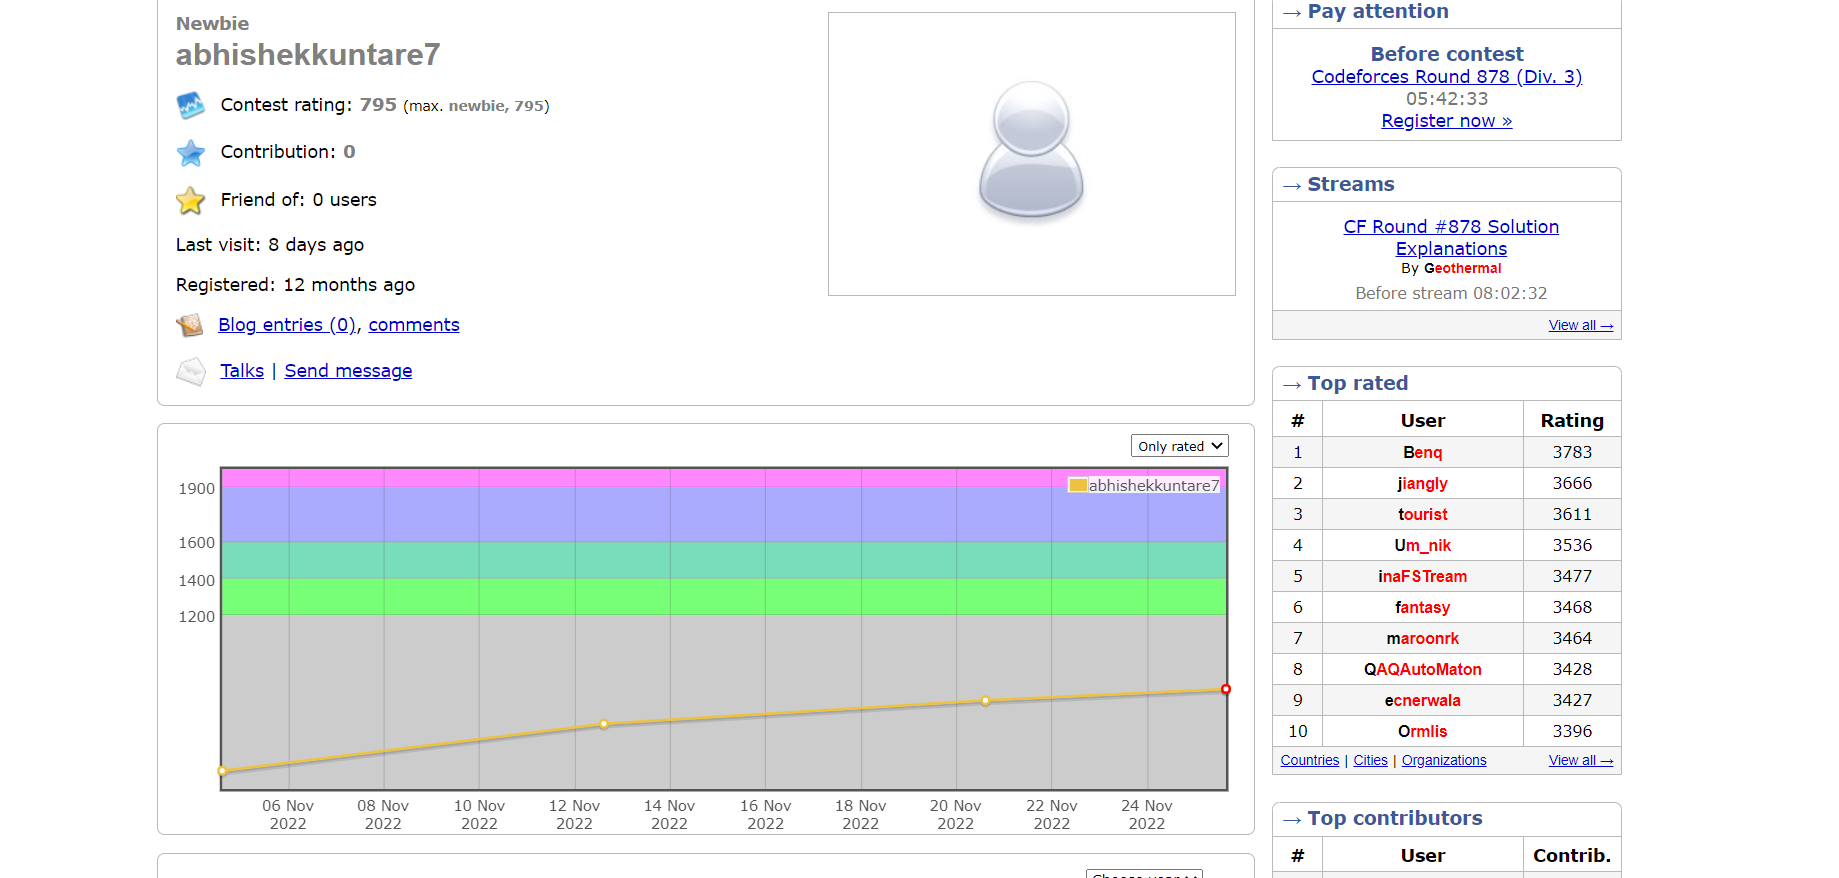 Newbie
abhishekkuntare7
Contest rating: 795 (max. newbie, 795)
Contribution: 0
Friend of: 0 users
Last visit: 8 days ago
Registered: 12 months ago
Blog entries (0), comments
Talks | Send message
Only rated
abhishekkuntare7
1900
1600
1400
1200
06 Nov 2022
08 Nov 2022
10 Nov 2022
12 Nov 2022
14 Nov 2022
16 Nov 2022
18 Nov 2022
20 Nov 2022
22 Nov 2022
24 Nov 2022
→ Pay attention
Before contest
Codeforces Round 878 (Div. 3)
05:42:33
Register now »
→ Streams
CF Round #878 Solution
Explanations
By Geothermal
Before stream 08:02:32
View all →
→ Top rated
# User Rating
1 Benq 3783
2 jiangly 3666
3 tourist 3611
4 Um_nik 3536
5 inaFSTream 3477
6 fantasy 3468
7 maroonrk 3464
8 QAQAutoMaton 3428
9 ecnerwala 3427
10 Ormlis 3396
Countries | Cities | Organizations View all →
→ Top contributors
# User Contrib.